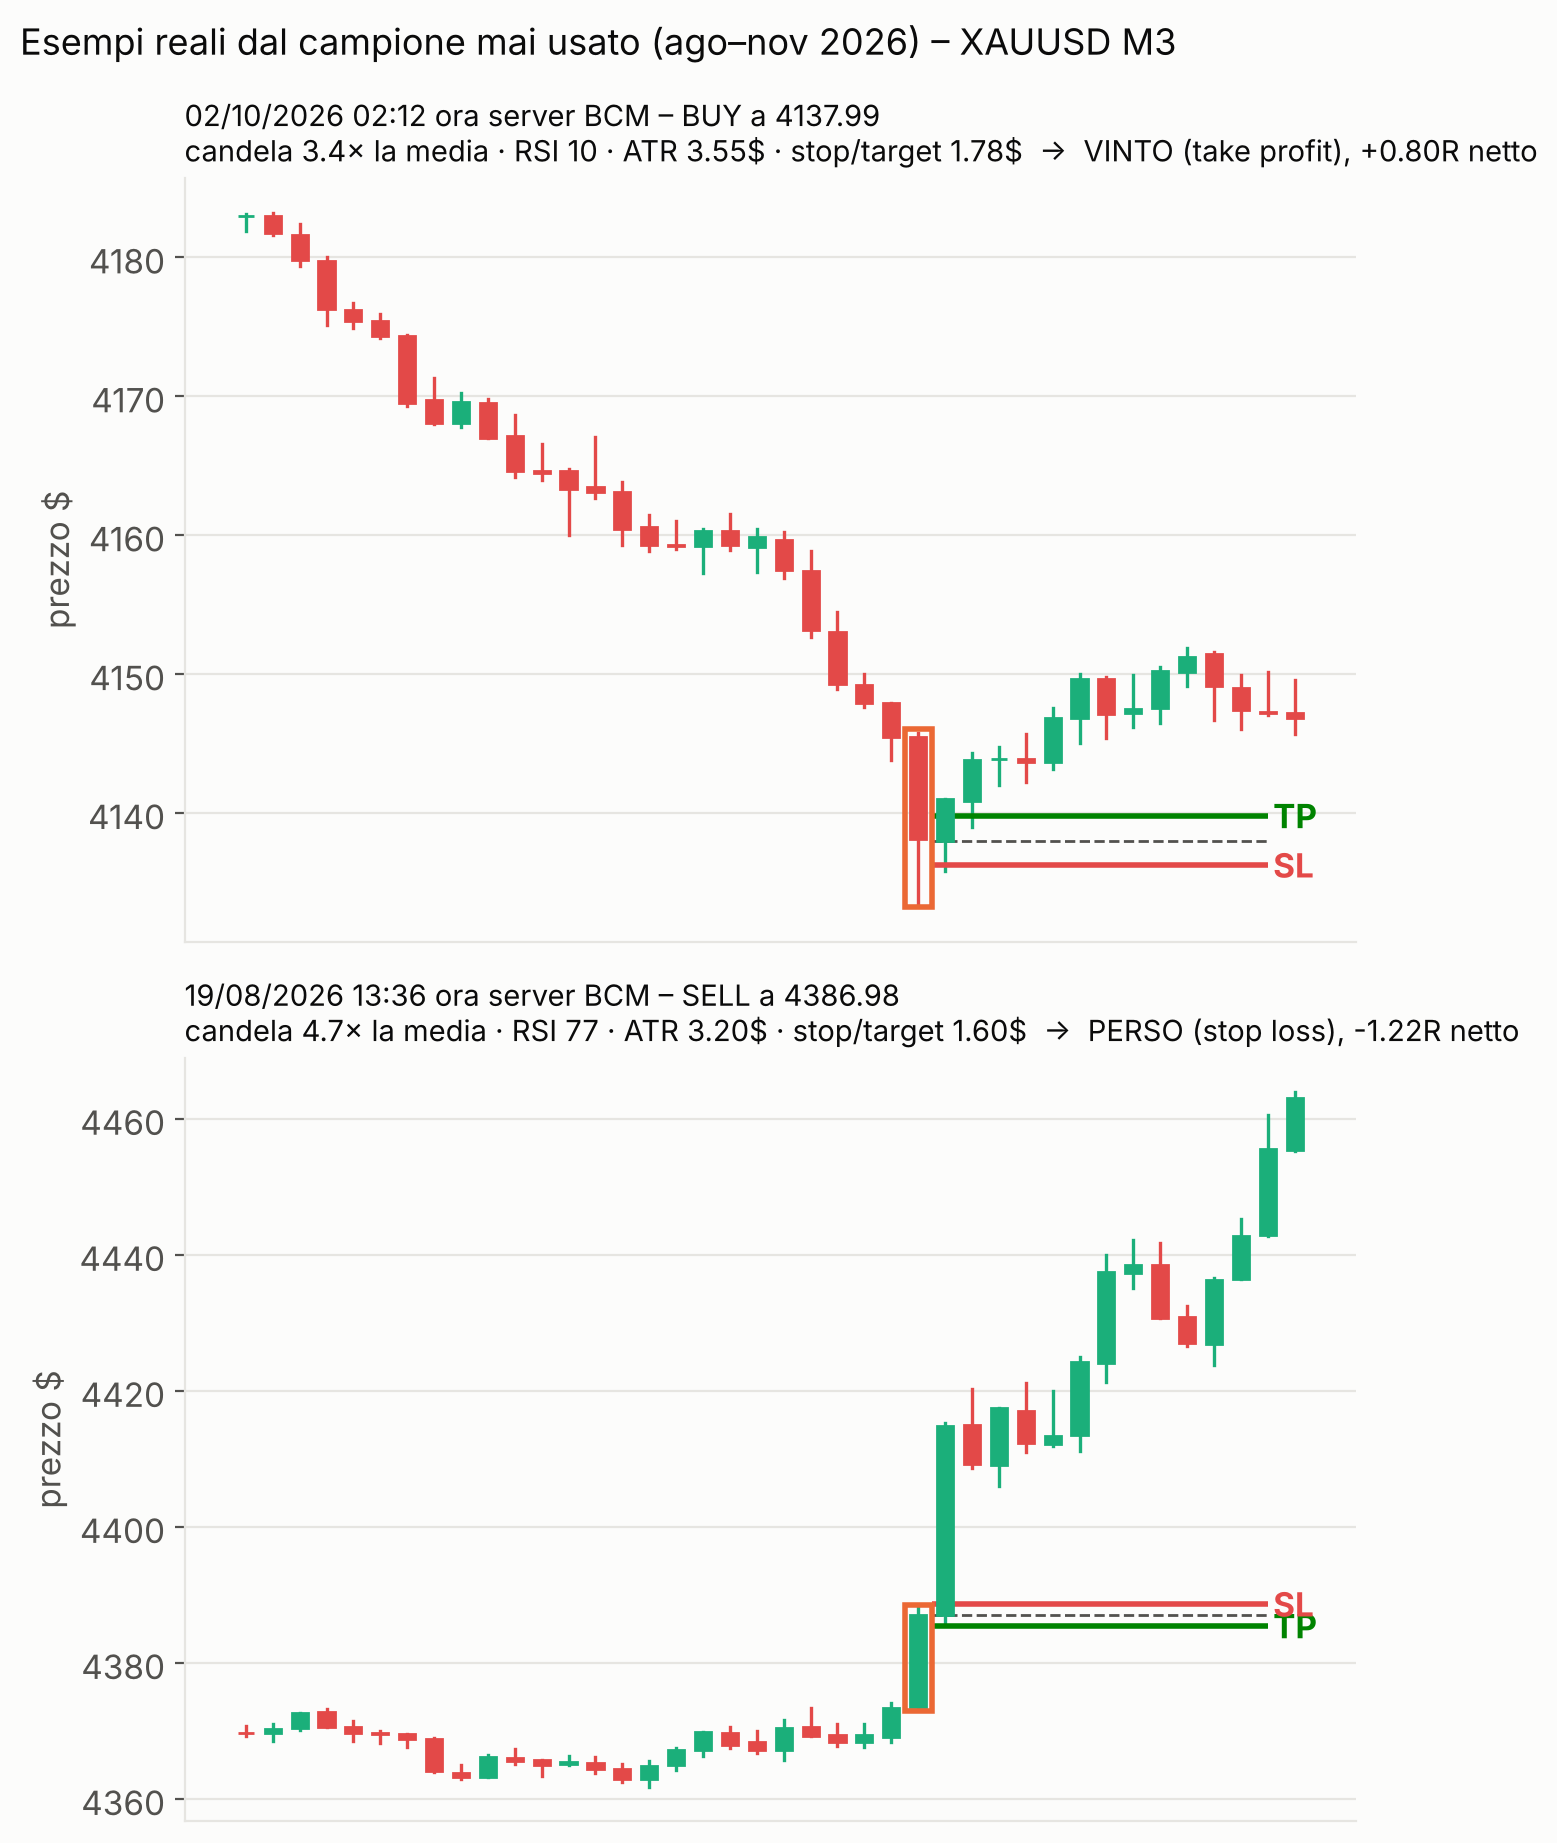 Esempi reali dal campione mai usato (ago–nov 2026) – XAUUSD M3
02/10/2026 02:12 ora server BCM – BUY a 4137.99
candela 3.4× la media · RSI 10 · ATR 3.55$ · stop/target 1.78$ → VINTO (take profit), +0.80R netto
prezzo $
4180
4170
4160
4150
4140
TP
SL
19/08/2026 13:36 ora server BCM – SELL a 4386.98
candela 4.7× la media · RSI 77 · ATR 3.20$ · stop/target 1.60$ → PERSO (stop loss), -1.22R netto
prezzo $
4460
4440
4420
4400
4380
4360
SL
TP